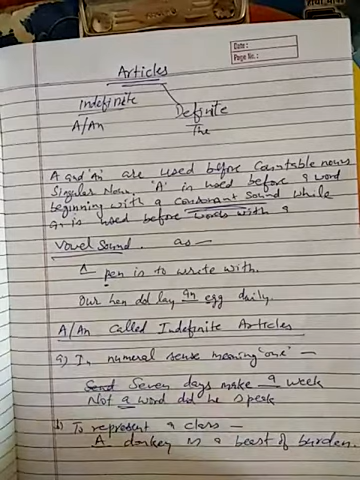 Date :
Page No. :
Articles
Indefinite
Definite
A/An
The
A and 'An' are used before Countable nouns
Singular Noun, 'A' is used before a word
beginning with a consonant sound while
An is used before words with a
Vowel Sound. as —
A pen is to write with.
Our hen did lay an egg daily.
A/An Called Indefinite Articles
a) In numeral sense meaning 'one' —
Send Seven days make a week
Not a word did he speak
b) To represent a class —
A donkey is a beast of burden.